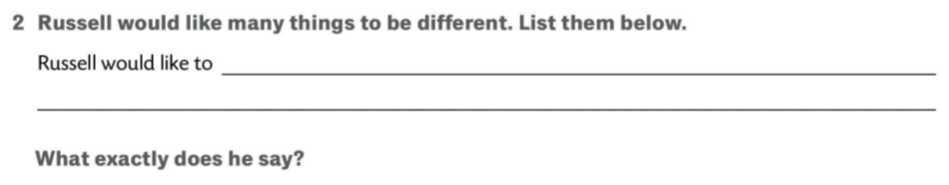 2 Russell would like many things to be different. List them below.
Russell would like to
What exactly does he say?